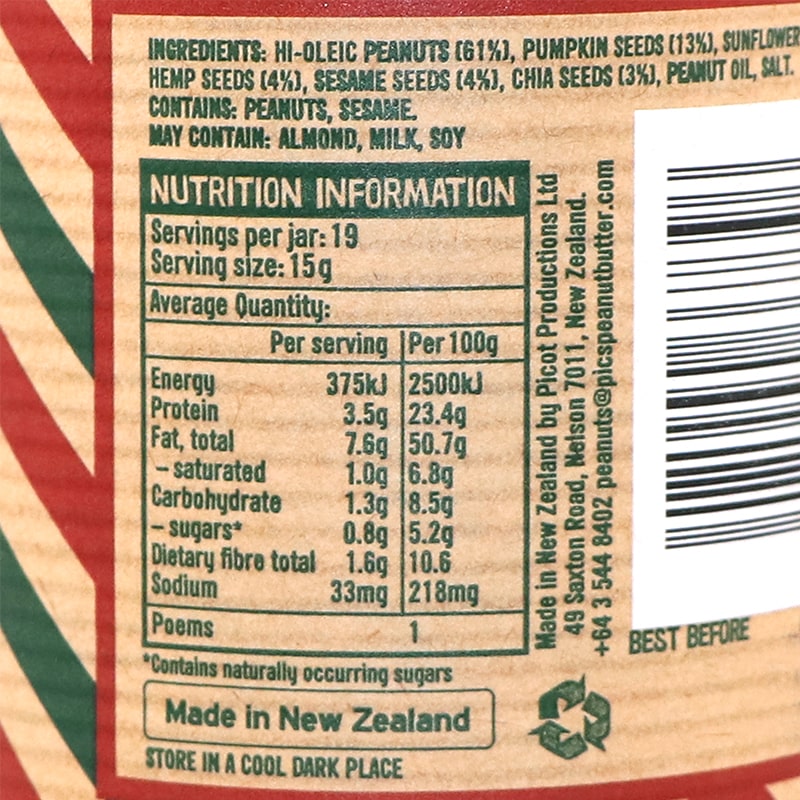 INGREDIENTS: HI-OLEIC PEANUTS (61%), PUMPKIN SEEDS (13%), SUNFLOWER
HEMP SEEDS (4%), SESAME SEEDS (4%), CHIA SEEDS (3%), PEANUT OIL, SALT.
CONTAINS: PEANUTS, SESAME.
MAY CONTAIN: ALMOND, MILK, SOY
NUTRITION INFORMATION
Servings per jar: 19
Serving size: 15g
Average Quantity:
Per serving Per 100g
Energy 375kJ 2500kJ
Protein 3.5g 23.4g
Fat, total 7.6g 50.7g
– saturated 1.0g 6.8g
Carbohydrate 1.3g 8.5g
– sugars* 0.8g 5.2g
Dietary fibre total 1.6g 10.6
Sodium 33mg 218mg
Poems 1
*Contains naturally occurring sugars
Made in New Zealand
STORE IN A COOL DARK PLACE
Made in New Zealand by Picot Productions Ltd
49 Saxton Road, Nelson 7011, New Zealand.
+64 3 544 8402 peanuts@picspeanutbutter.com
BEST BEFORE